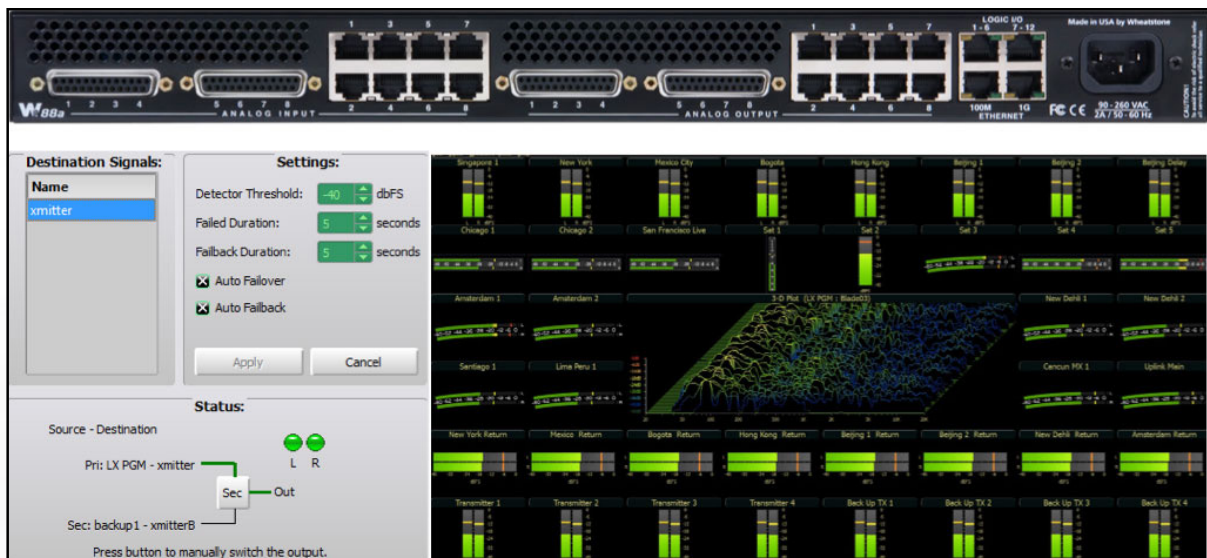 1 3 5 7
1 3 5 7
LOGIC I/O
1 - 6 7 - 12
Made in USA by Wheatstone
W 88a
1 2 3 4
5 6 7 8
ANALOG INPUT
2 4 6 8
1 2 3 4
5 6 7 8
ANALOG OUTPUT
2 4 6 8
100M 1G
ETHERNET
FC CE
90 - 260 VAC
2A / 50 - 60 Hz
CAUTION!
Destination Signals:
Name
xmitter
Settings:
Detector Threshold: -40 dbFS
Failed Duration: 5 seconds
Failback Duration: 5 seconds
Auto Failover
Auto Failback
Apply Cancel
Status:
Source - Destination
L R
Pri: LX PGM - xmitter
Sec Out
Sec: backup1 - xmitterB
Press button to manually switch the output.
Singapore 1 New York Mexico City Bogota Hong Kong Beijing 1 Beijing 2 Beijing Delay
Chicago 1 Chicago 2 San Francisco Live Set 1 Set 2 Set 3 Set 4 Set 5
Amsterdam 1 Amsterdam 2 3-D Plot (LX PGM : Blade03) New Dehli 1 New Dehli 2
Santiago 1 Lima Peru 1 Cancun MX 1 Uplink Main
New York Return Mexico Return Bogota Return Hong Kong Return Beijing 1 Return Beijing 2 Return New Dehli Return Amsterdam Return
Transmitter 1 Transmitter 2 Transmitter 3 Transmitter 4 Back Up TX 1 Back Up TX 2 Back Up TX 3 Back Up TX 4